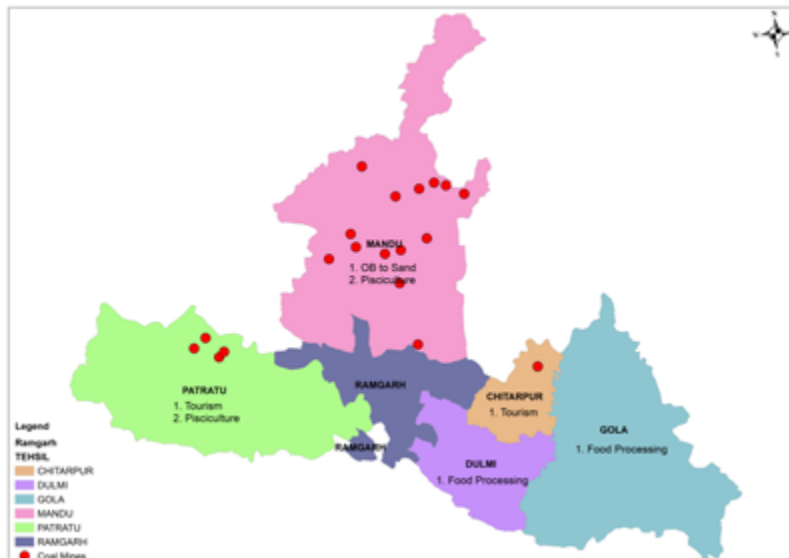 N
MANDU
1. OB to Sand
2. Pisciculture
PATRATU
1. Tourism
2. Pisciculture
RAMGARH
RAMGARH
CHITARPUR
1. Tourism
DULMI
1. Food Processing
GOLA
1. Food Processing
Legend
Ramgarh
TEHSIL
CHITARPUR
DULMI
GOLA
MANDU
PATRATU
RAMGARH
Coal Mines